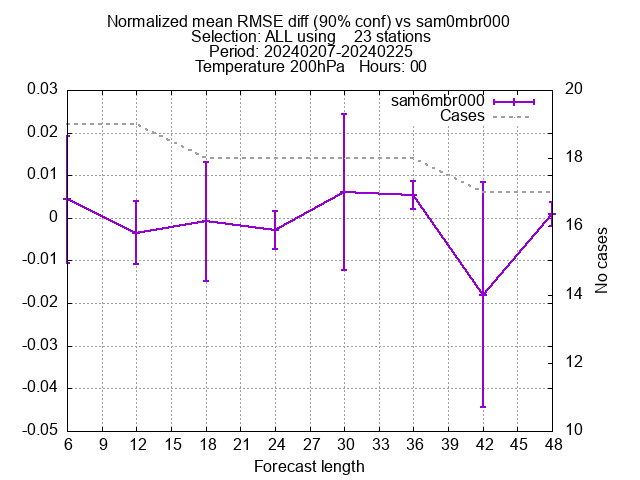 Normalized mean RMSE diff (90% conf) vs sam0mbr000
Selection: ALL using    23 stations
Period: 20240207-20240225
Temperature 200hPa   Hours: 00
0.03
0.02
0.01
0
-0.01
-0.02
-0.03
-0.04
-0.05
sam6mbr000
Cases
20
18
16
14
12
10
No cases
6 9 12 15 18 21 24 27 30 33 36 39 42 45 48
Forecast length